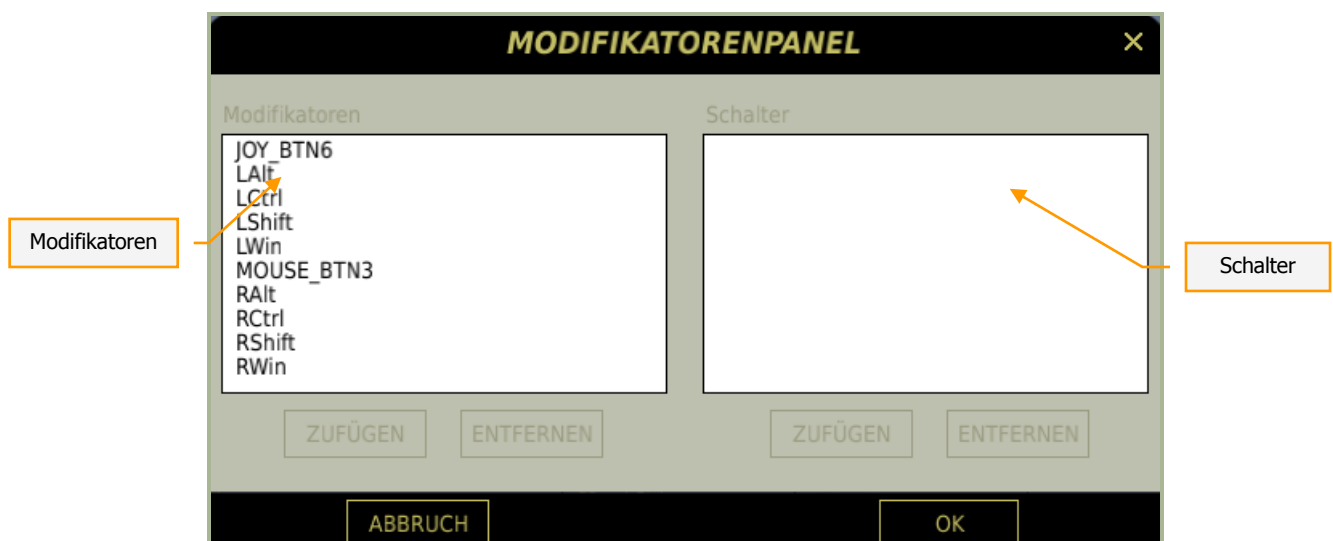 MODIFIKATORENPANEL ×
Modifikatoren
JOY_BTN6
LAlt
LCtrl
LShift
LWin
MOUSE_BTN3
RAlt
RCtrl
RShift
RWin
ZUFÜGEN ENTFERNEN
Schalter
ZUFÜGEN ENTFERNEN
ABBRUCH OK
Modifikatoren
Schalter